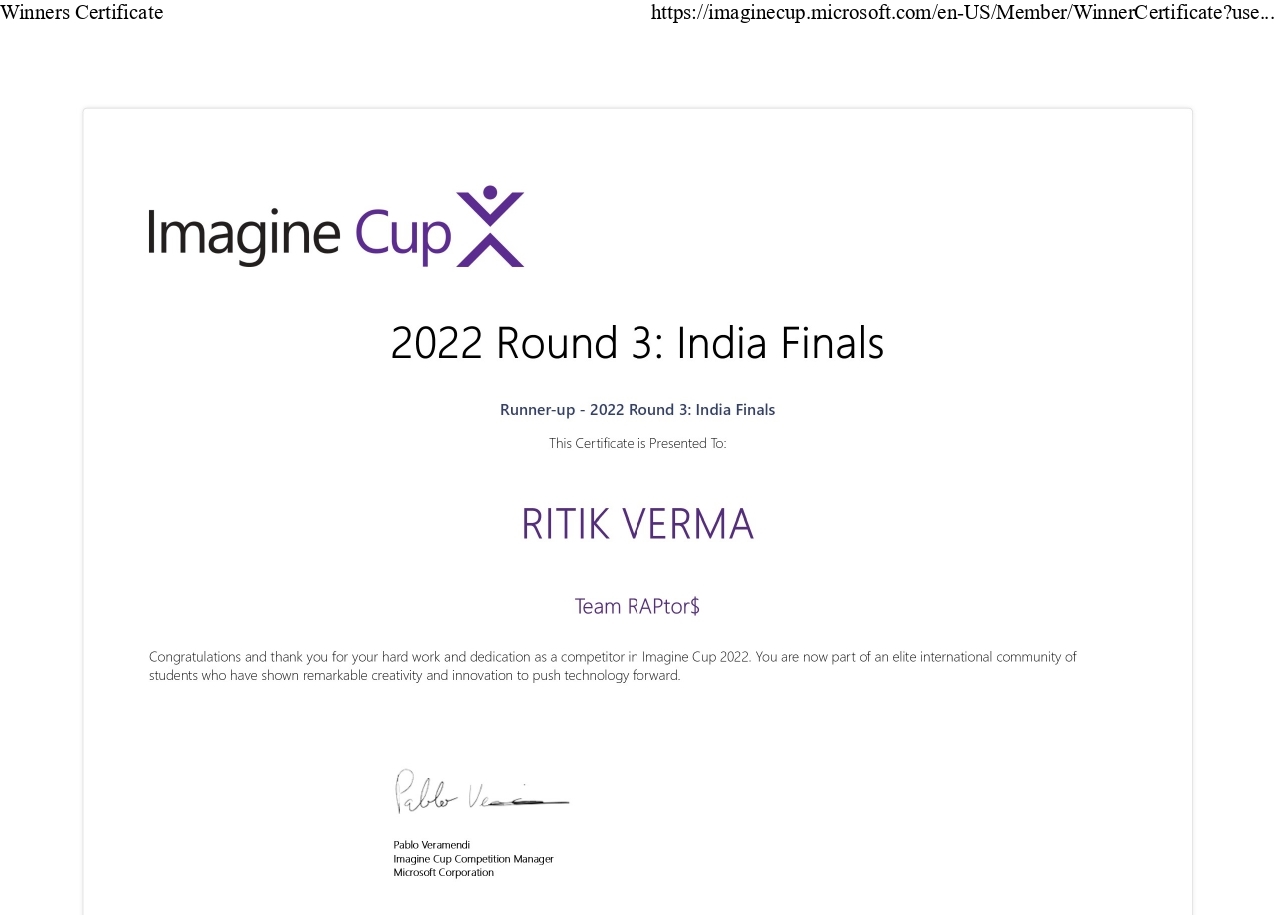 Winners Certificate
https://imaginecup.microsoft.com/en-US/Member/WinnerCertificate?use...
Imagine Cup
2022 Round 3: India Finals
Runner-up - 2022 Round 3: India Finals
This Certificate is Presented To:
RITIK VERMA
Team RAPtor$
Congratulations and thank you for your hard work and dedication as a competitor in Imagine Cup 2022. You are now part of an elite international community of
students who have shown remarkable creativity and innovation to push technology forward.
Pablo Veramendi
Imagine Cup Competition Manager
Microsoft Corporation